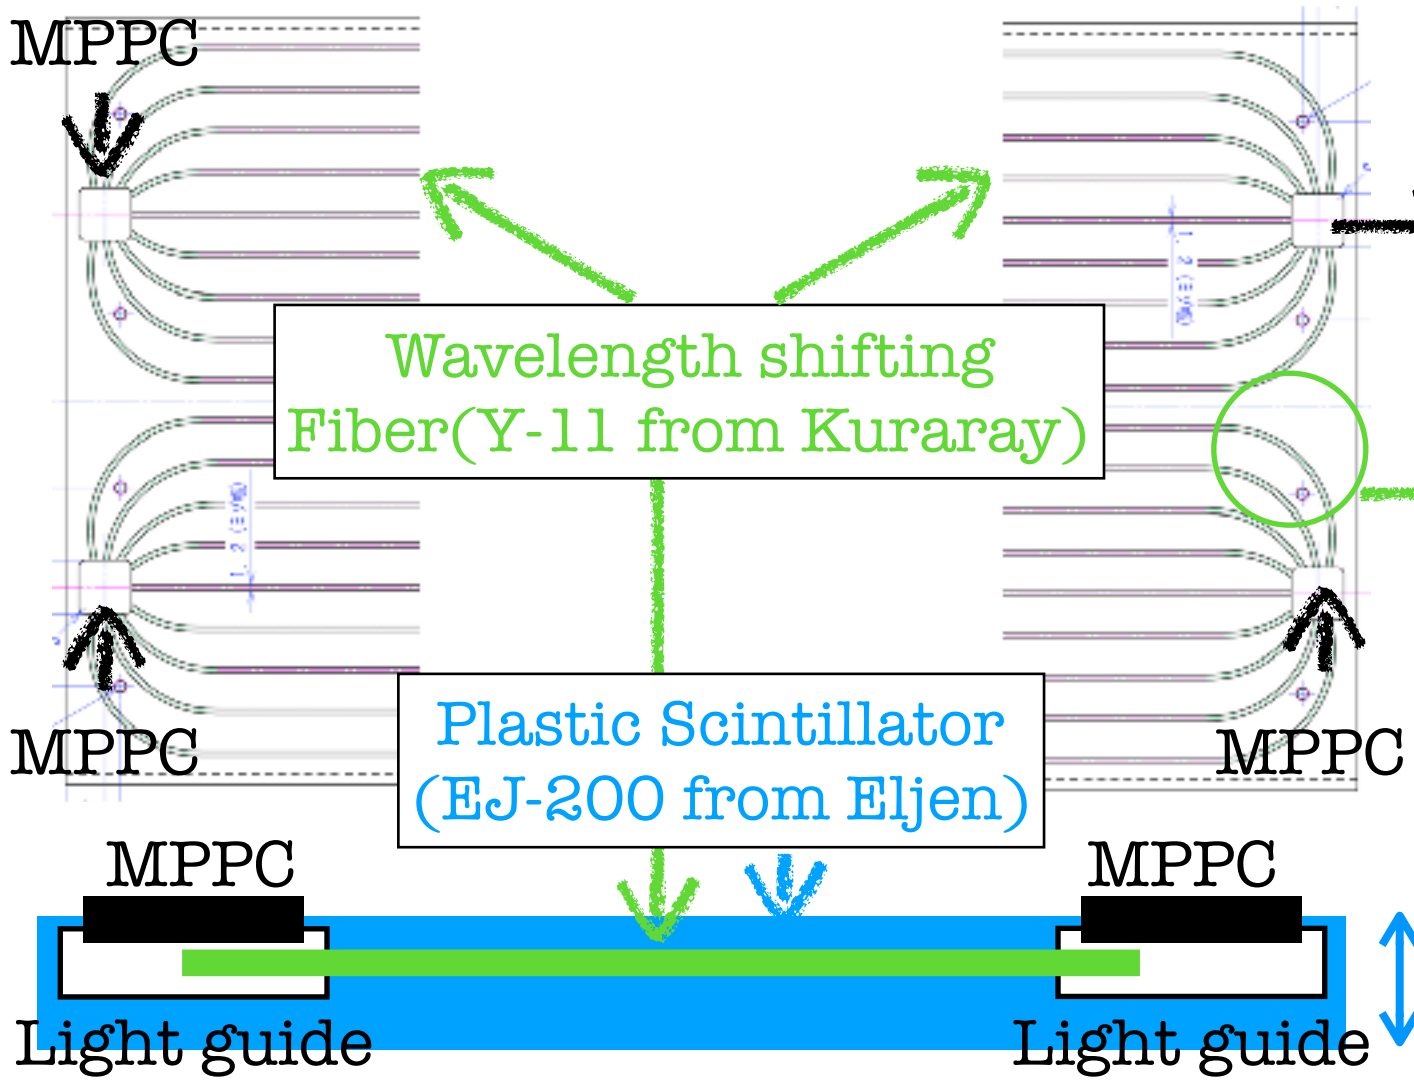 MPPC
Wavelength shifting
Fiber(Y-11 from Kuraray)
Plastic Scintillator
(EJ-200 from Eljen)
MPPC
MPPC
MPPC
MPPC
Light guide
Light guide